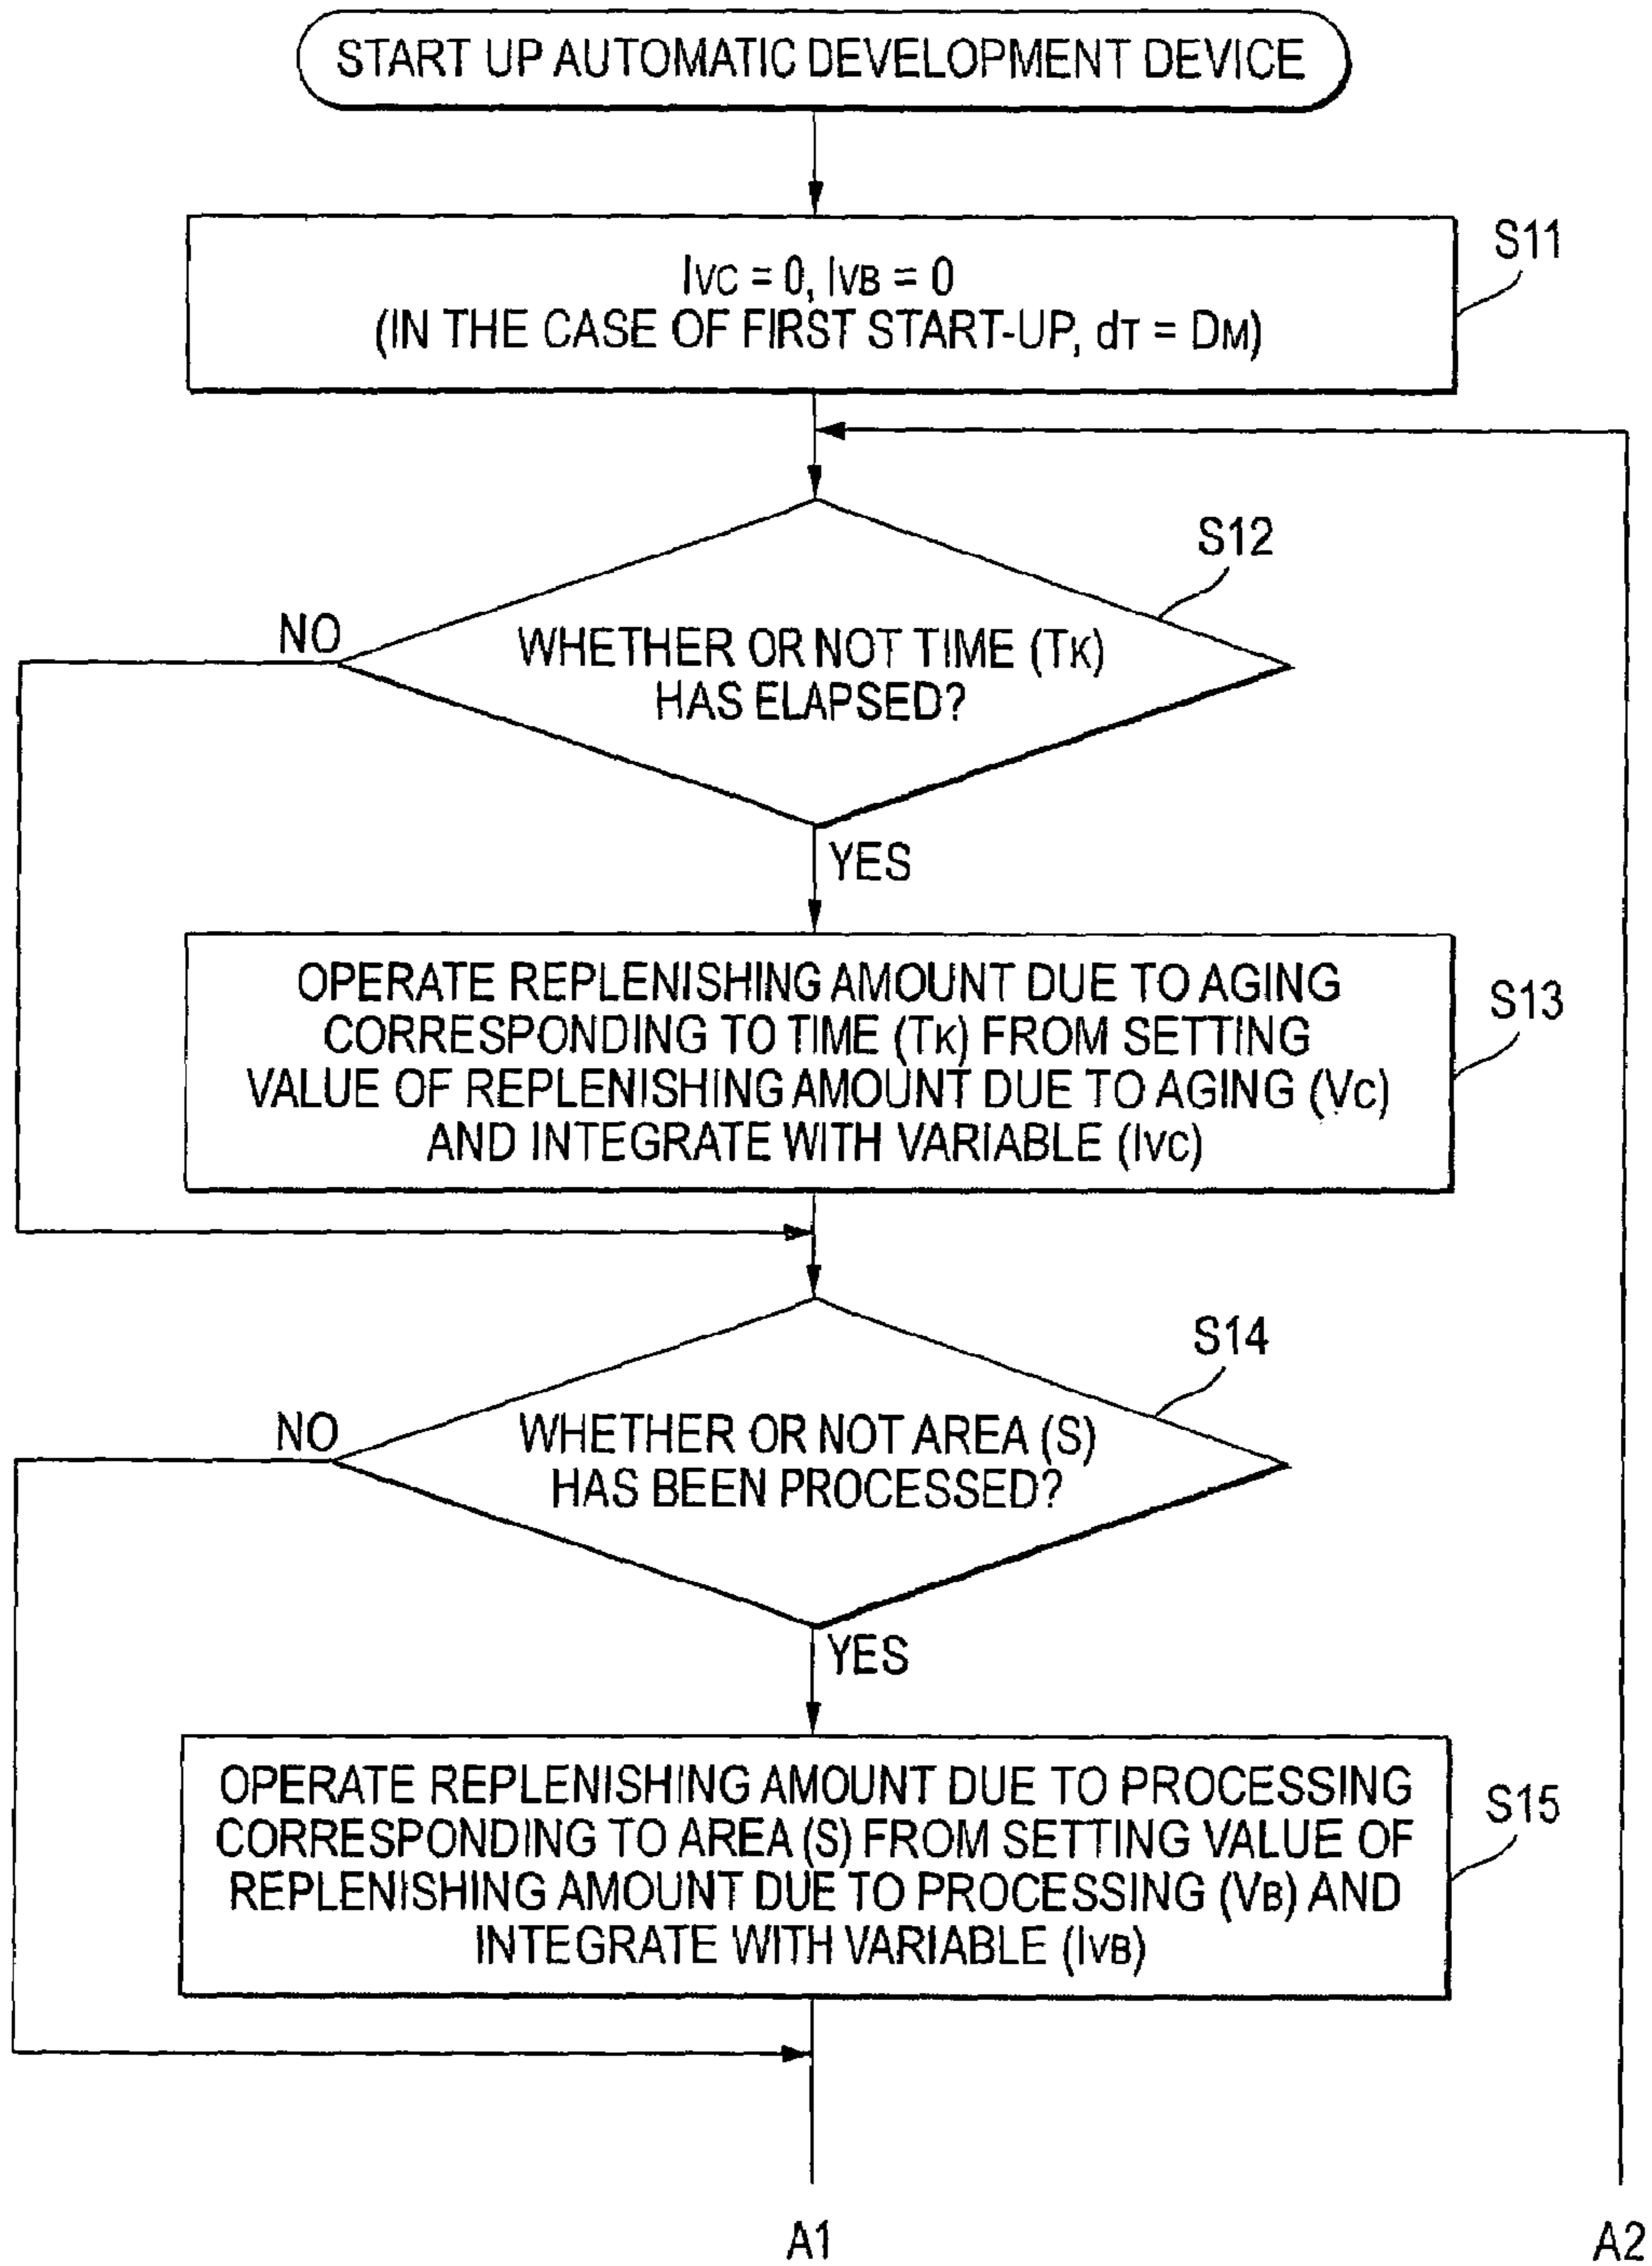 START UP AUTOMATIC DEVELOPMENT DEVICE
S11
IVC = 0, IVB = 0
(IN THE CASE OF FIRST START-UP, dT = DM)
S12
NO
WHETHER OR NOT TIME (TK)
HAS ELAPSED?
YES
OPERATE REPLENISHING AMOUNT DUE TO AGING
S13
CORRESPONDING TO TIME (TK) FROM SETTING
VALUE OF REPLENISHING AMOUNT DUE TO AGING (VC)
AND INTEGRATE WITH VARIABLE (IVC)
S14
NO
WHETHER OR NOT AREA (S)
HAS BEEN PROCESSED?
YES
OPERATE REPLENISHING AMOUNT DUE TO PROCESSING
S15
CORRESPONDING TO AREA (S) FROM SETTING VALUE OF
REPLENISHING AMOUNT DUE TO PROCESSING (VB) AND
INTEGRATE WITH VARIABLE (IVB)
A1
A2